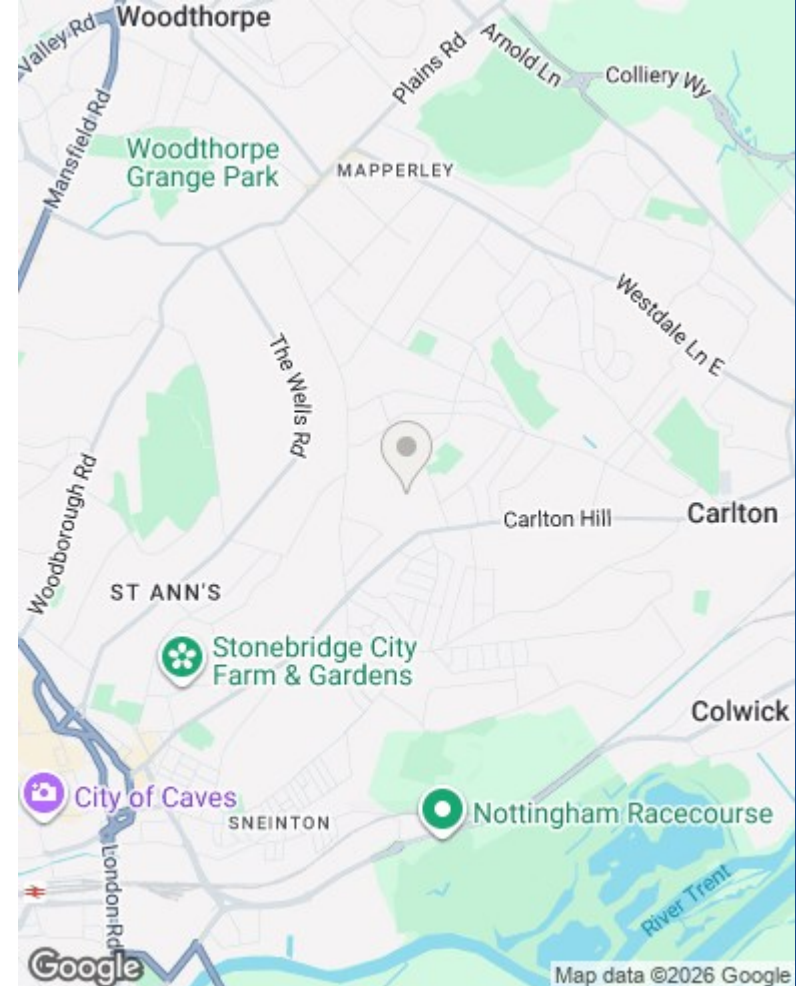 Woodthorpe
Valley Rd
Plains Rd
Arnold Ln
Colliery Wy
Mansfield Rd
Woodthorpe
Grange Park
MAPPERLEY
Westdale Ln E
The Wells Rd
Woodborough Rd
Carlton Hill
Carlton
ST ANN'S
Stonebridge City
Farm & Gardens
Colwick
City of Caves
Nottingham Racecourse
SNEINTON
London Rd
River Trent
Google
Map data ©2026 Google